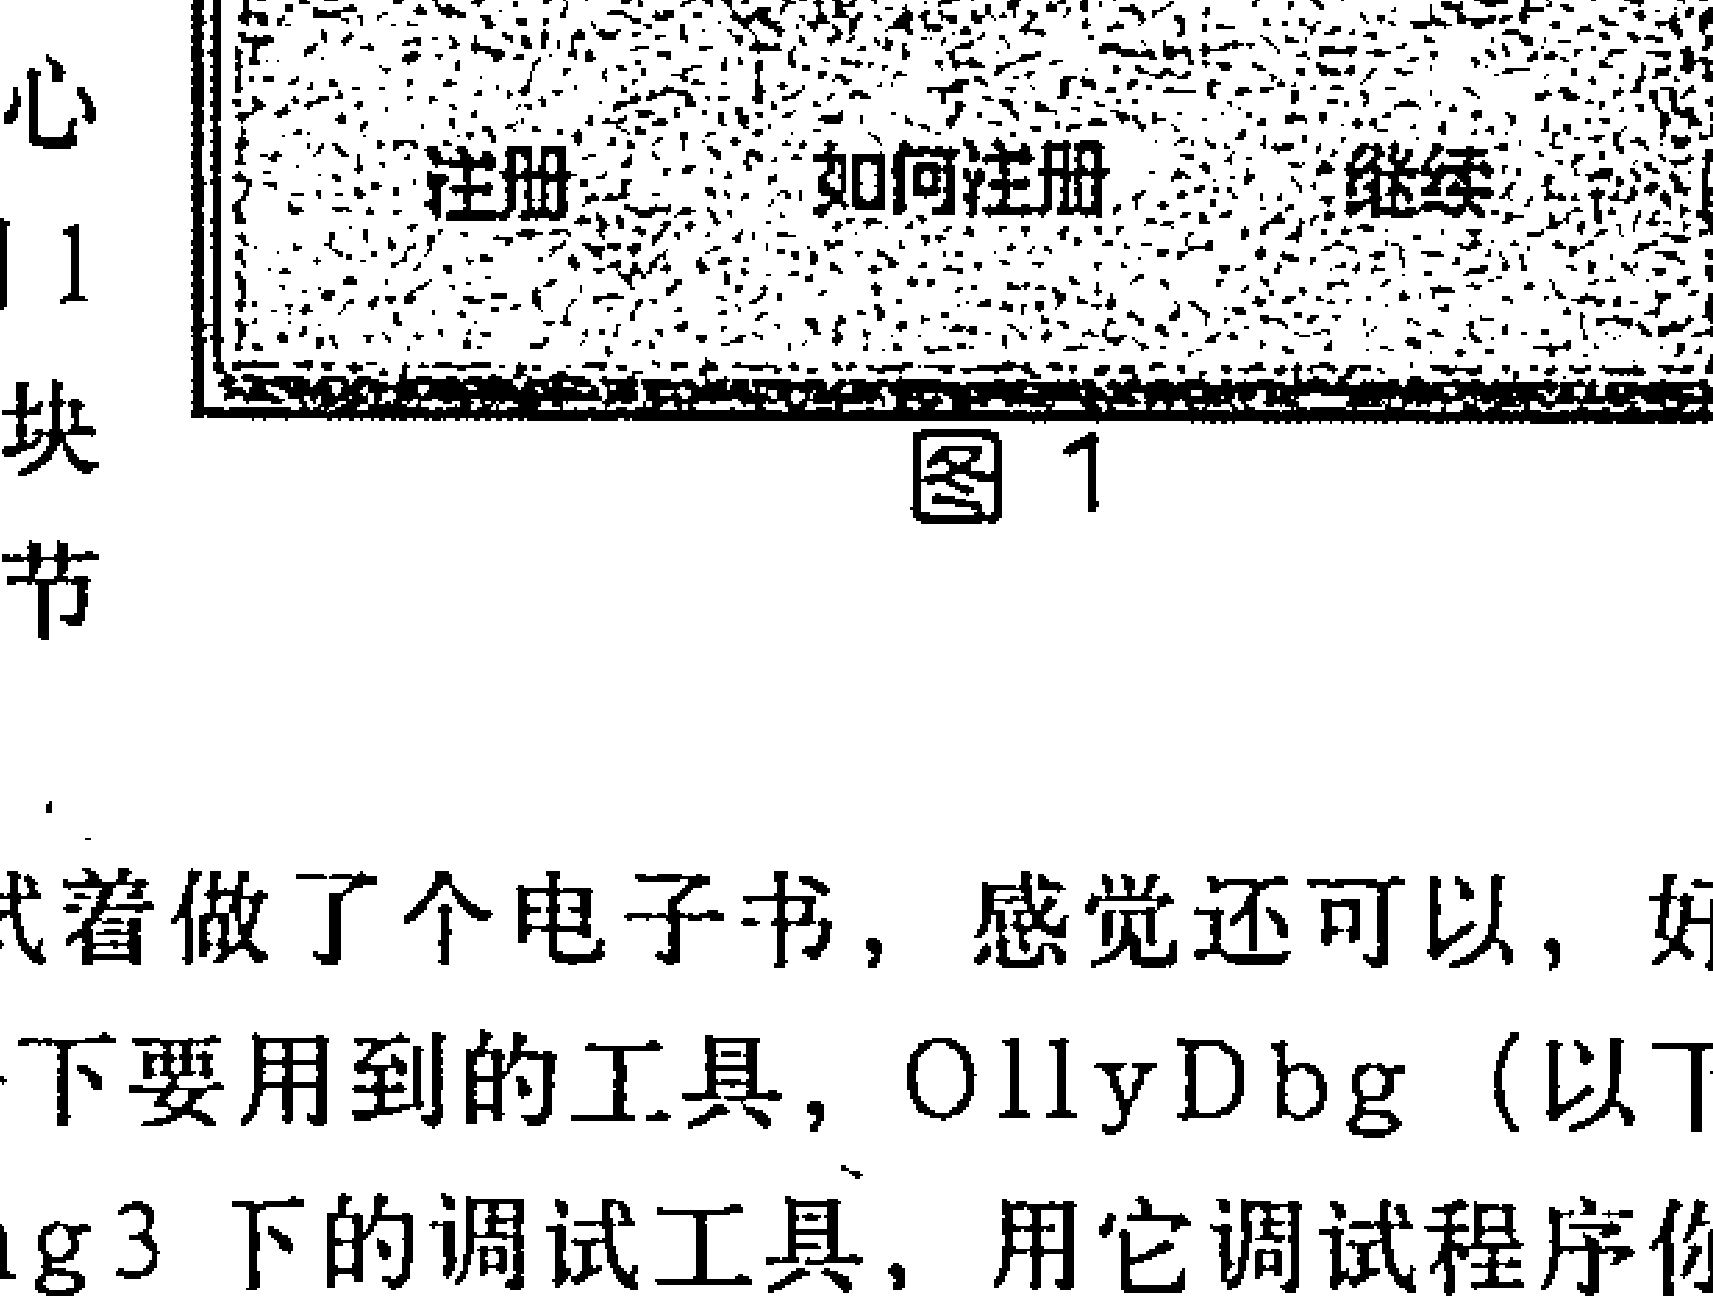 心
注册 如何注册 继续
1
块
图 1
节
着做了个电子书，感觉还可以，
下要用到的工具，OllyDbg（以下
g3 下的调试工具，用它调试程序你